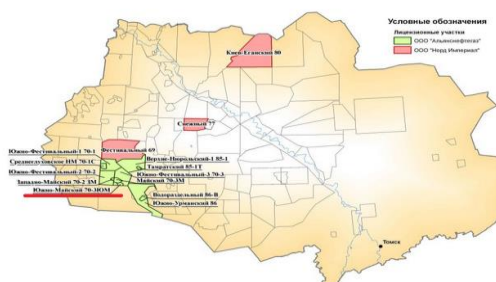 Условные обозначения
Лицензионные участки
ООО "Альянснефтегаз"
ООО "Норд Империал"
Киев-Еганский 80
Снежный 77
Южно-Фестивальный-1 70-1
Фестивальный 69
Среднеглуховское НМ 70-1С
Верхне-Нюрольский-1 85-1
Тамратский 85-1Т
Южно-Фестивальный-2 70-2
Южно-Фестивальный-3 70-3
Западно-Майский 70-2 ЗМ
Майский 70-3М
Южно-Майский 70-3ЮМ
Водораздельный 86-В
Южно-Урманский 86
Томск